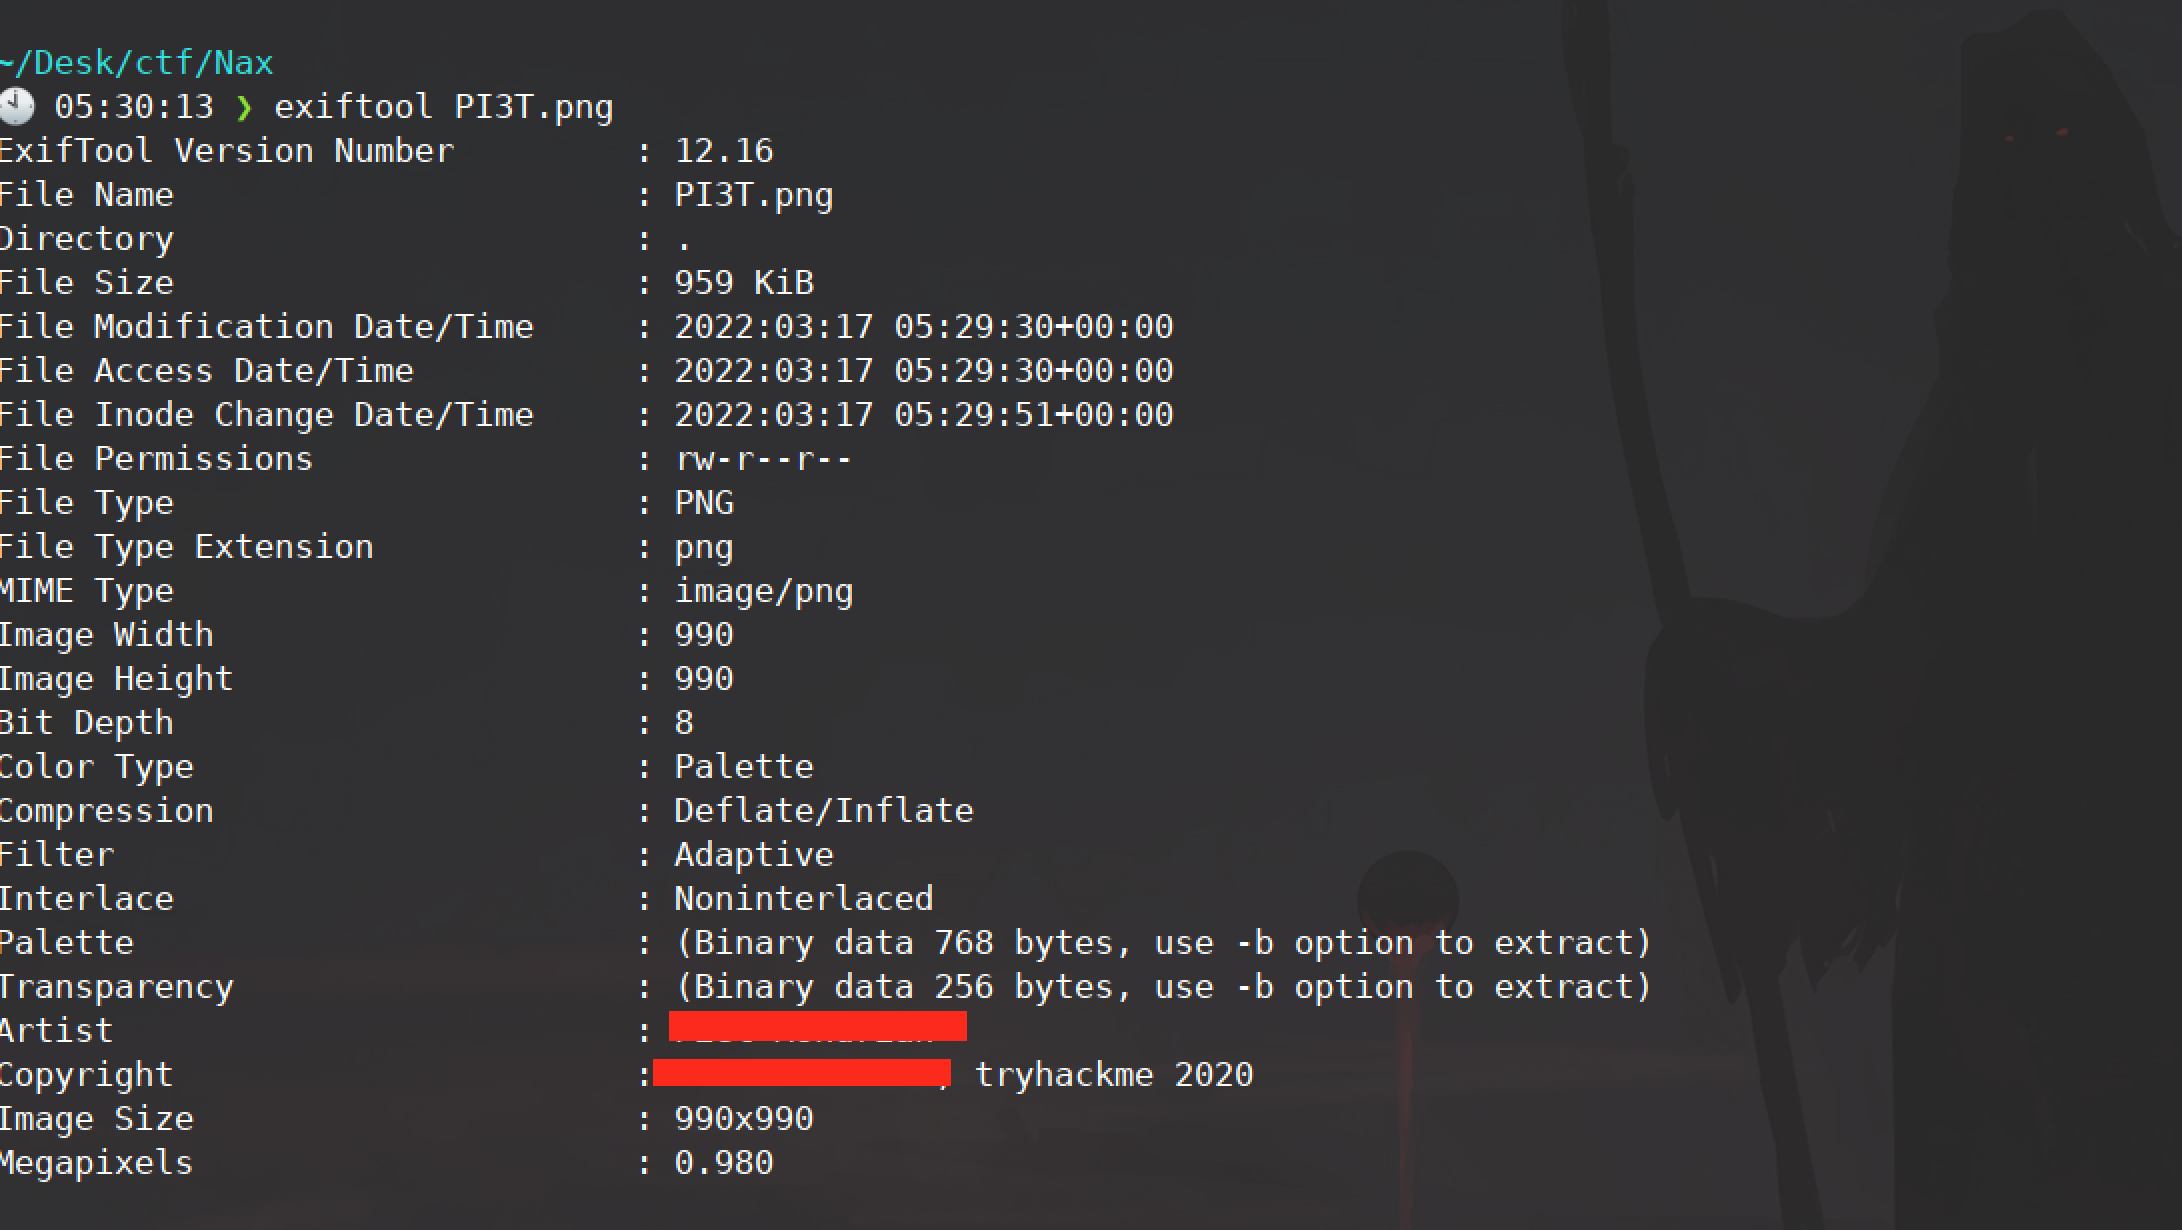 ~/Desk/ctf/Nax
05:30:13 ❯ exiftool PI3T.png
ExifTool Version Number : 12.16
File Name : PI3T.png
Directory : .
File Size : 959 KiB
File Modification Date/Time : 2022:03:17 05:29:30+00:00
File Access Date/Time : 2022:03:17 05:29:30+00:00
File Inode Change Date/Time : 2022:03:17 05:29:51+00:00
File Permissions : rw-r--r--
File Type : PNG
File Type Extension : png
MIME Type : image/png
Image Width : 990
Image Height : 990
Bit Depth : 8
Color Type : Palette
Compression : Deflate/Inflate
Filter : Adaptive
Interlace : Noninterlaced
Palette : (Binary data 768 bytes, use -b option to extract)
Transparency : (Binary data 256 bytes, use -b option to extract)
Artist :
Copyright : , tryhackme 2020
Image Size : 990x990
Megapixels : 0.980